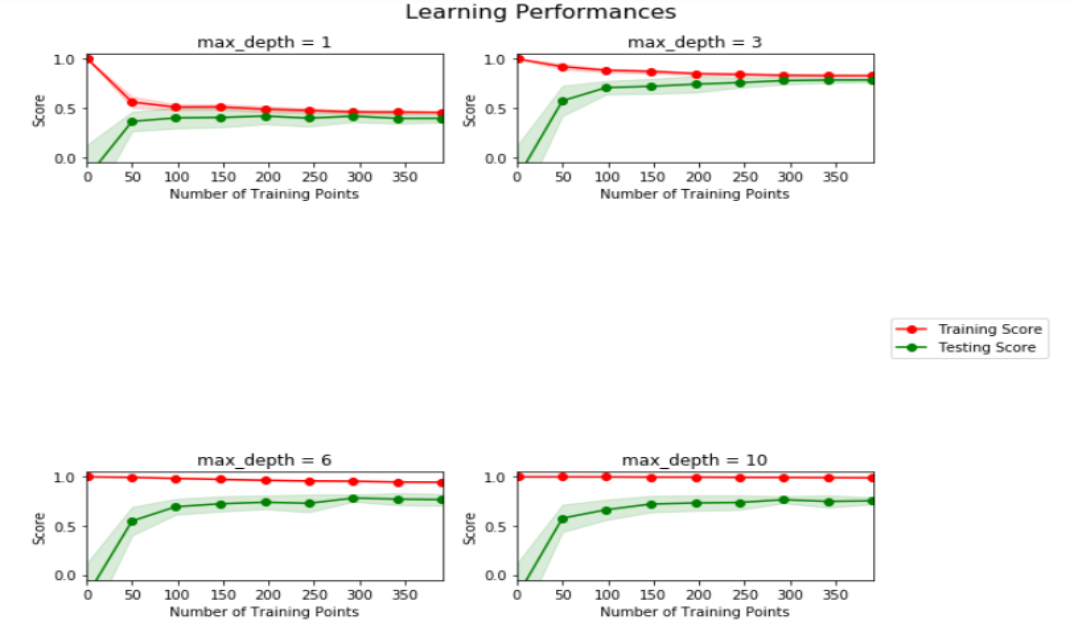 Learning Performances
max_depth = 1
1.0
0.5
0.0
Score
0 50 100 150 200 250 300 350
Number of Training Points
max_depth = 3
1.0
0.5
0.0
Score
0 50 100 150 200 250 300 350
Number of Training Points
Training Score
Testing Score
max_depth = 6
1.0
0.5
0.0
Score
0 50 100 150 200 250 300 350
Number of Training Points
max_depth = 10
1.0
0.5
0.0
Score
0 50 100 150 200 250 300 350
Number of Training Points